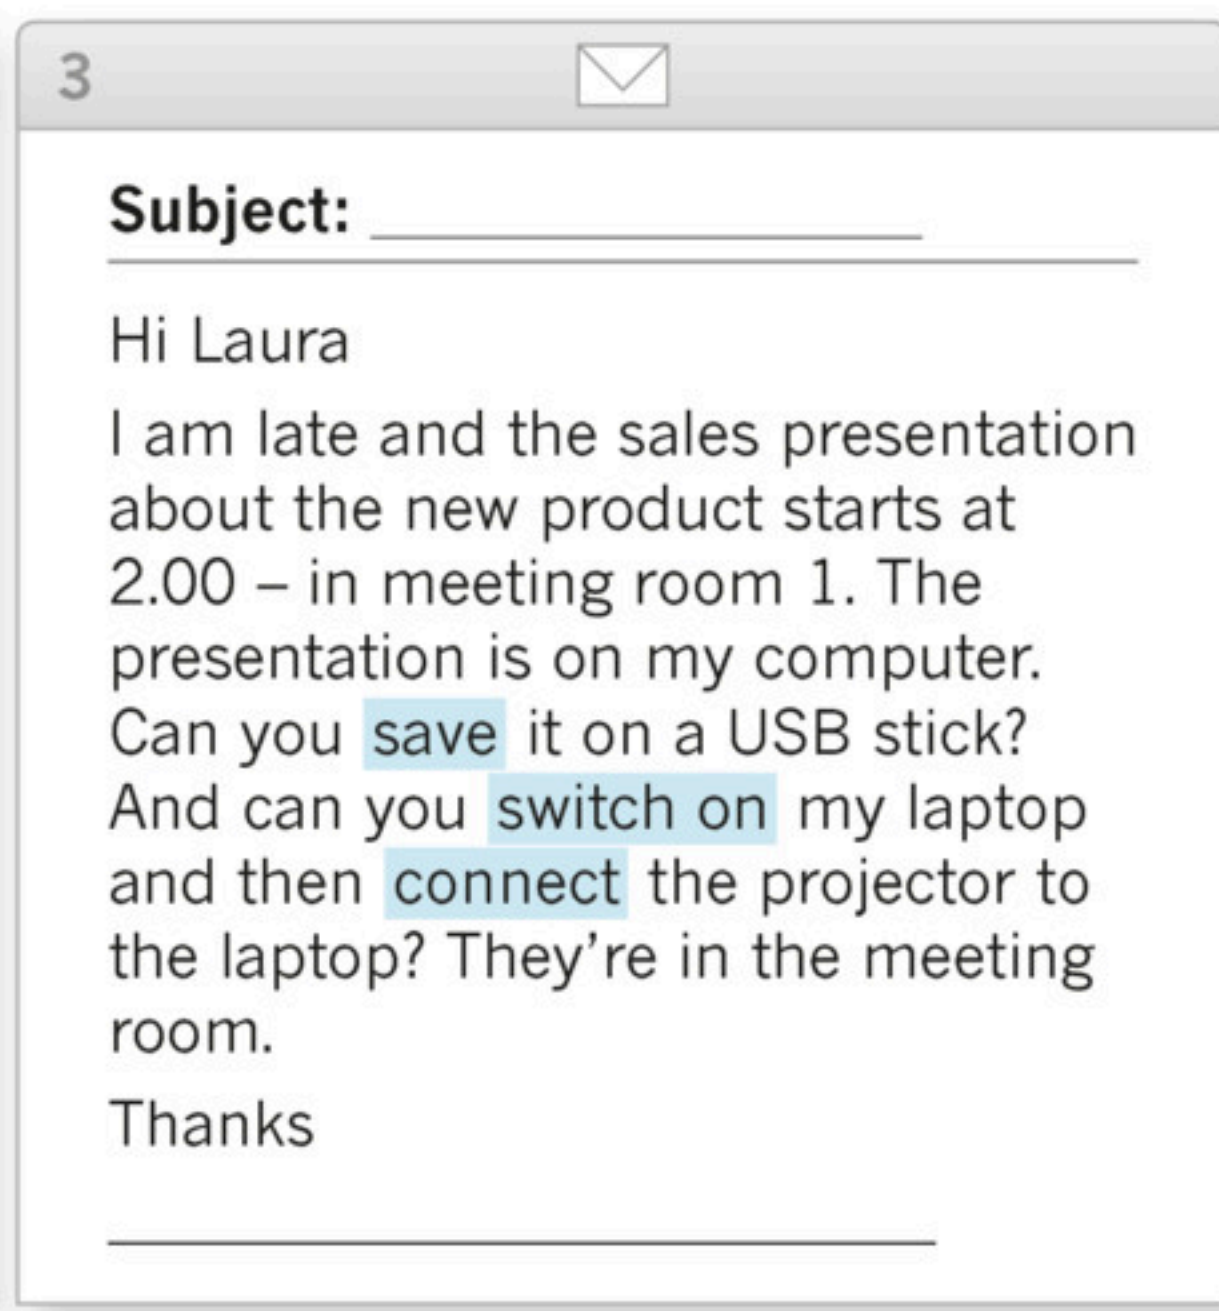 3
Subject:
Hi Laura
I am late and the sales presentation
about the new product starts at
2.00 – in meeting room 1. The
presentation is on my computer.
Can you save it on a USB stick?
And can you switch on my laptop
and then connect the projector to
the laptop? They’re in the meeting
room.
Thanks